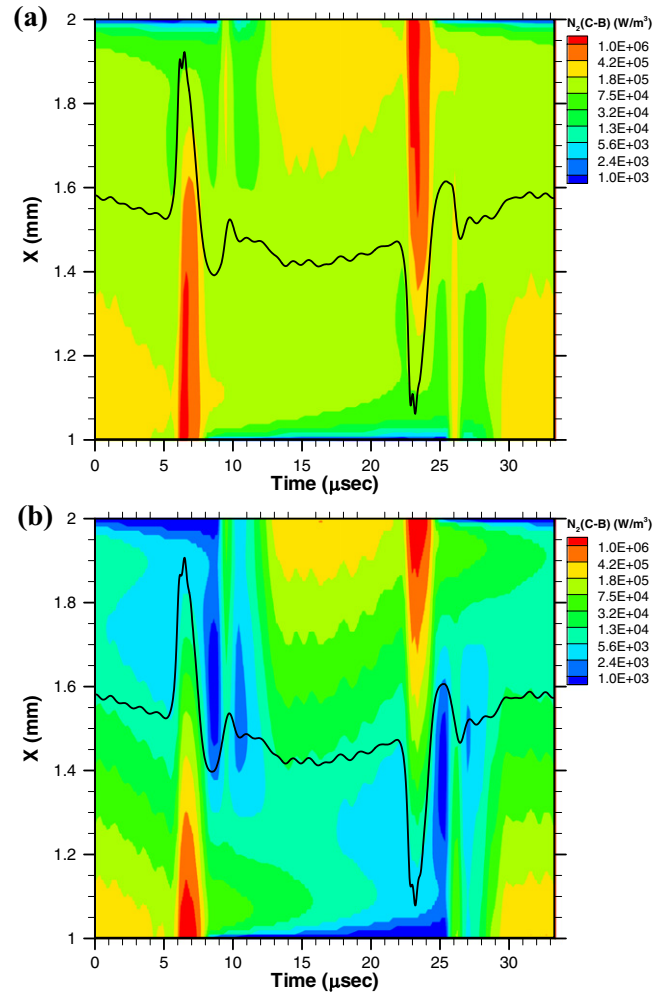 (a)
N₂(C-B) (W/m³)
1.0E+06
4.2E+05
1.8E+05
7.5E+04
3.2E+04
1.3E+04
5.6E+03
2.4E+03
1.0E+03
X (mm)
2
1.8
1.6
1.4
1.2
1
0 5 10 15 20 25 30
Time (μsec)
(b)
N₂(C-B) (W/m³)
1.0E+06
4.2E+05
1.8E+05
7.5E+04
3.2E+04
1.3E+04
5.6E+03
2.4E+03
1.0E+03
X (mm)
2
1.8
1.6
1.4
1.2
1
0 5 10 15 20 25 30
Time (μsec)